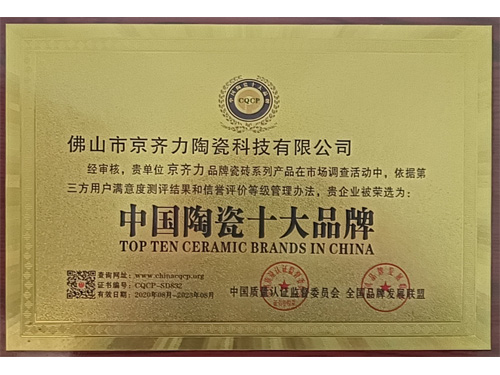 CQCP
佛山市京齐力陶瓷科技有限公司
经审核，贵单位 京齐力 品牌瓷砖系列产品在市场调查活动中，依据第
三方用户满意度测评结果和信誉评价等级管理办法，贵企业被荣选为：
中国陶瓷十大品牌
TOP TEN CERAMIC BRANDS IN CHINA
查询网址：www.chinacqcp.org
证书编号：CQCP-SD832
有效日期：2020年08月-2023年08月
中国质量认证监督委员会 全国品牌发展联盟